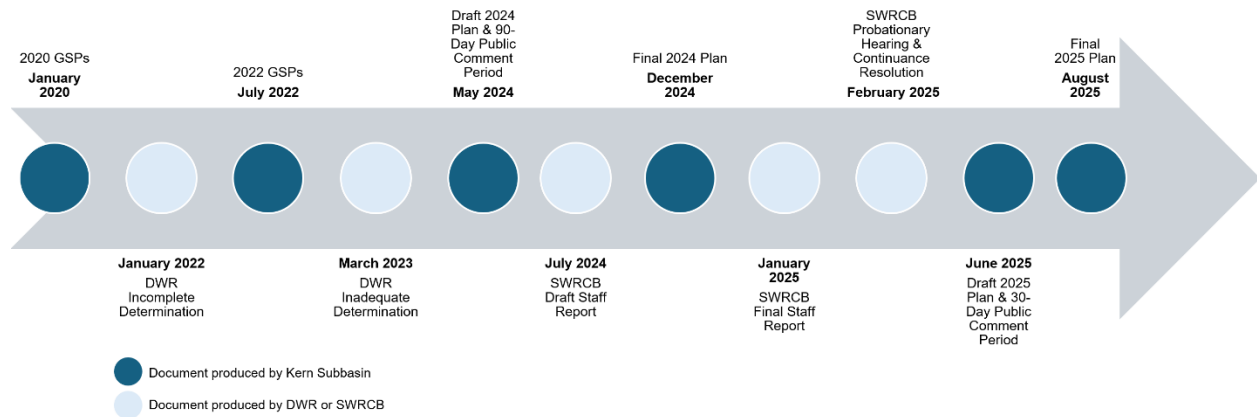 2020 GSPs
January
2020
2022 GSPs
July 2022
Draft 2024
Plan & 90-
Day Public
Comment
Period
May 2024
Final 2024 Plan
December
2024
SWRCB
Probationary
Hearing &
Continuance
Resolution
February 2025
Final
2025 Plan
August
2025
January 2022
DWR
Incomplete
Determination
March 2023
DWR
Inadequate
Determination
July 2024
SWRCB
Draft Staff
Report
January
2025
SWRCB
Final Staff
Report
June 2025
Draft 2025
Plan & 30-
Day Public
Comment
Period
Document produced by Kern Subbasin
Document produced by DWR or SWRCB